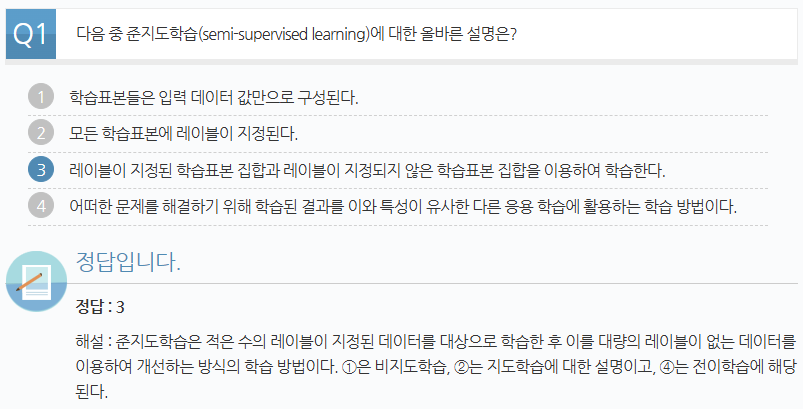 Q1 다음 중 준지도학습(semi-supervised learning)에 대한 올바른 설명은?
1 학습표본들은 입력 데이터 값만으로 구성된다.
2 모든 학습표본에 레이블이 지정된다.
3 레이블이 지정된 학습표본 집합과 레이블이 지정되지 않은 학습표본 집합을 이용하여 학습한다.
4 어떠한 문제를 해결하기 위해 학습된 결과를 이와 특성이 유사한 다른 응용 학습에 활용하는 학습 방법이다.
정답입니다.
정답 : 3
해설 : 준지도학습은 적은 수의 레이블이 지정된 데이터를 대상으로 학습한 후 이를 대량의 레이블이 없는 데이터를
이용하여 개선하는 방식의 학습 방법이다. ①은 비지도학습, ②는 지도학습에 대한 설명이고, ④는 전이학습에 해당
된다.